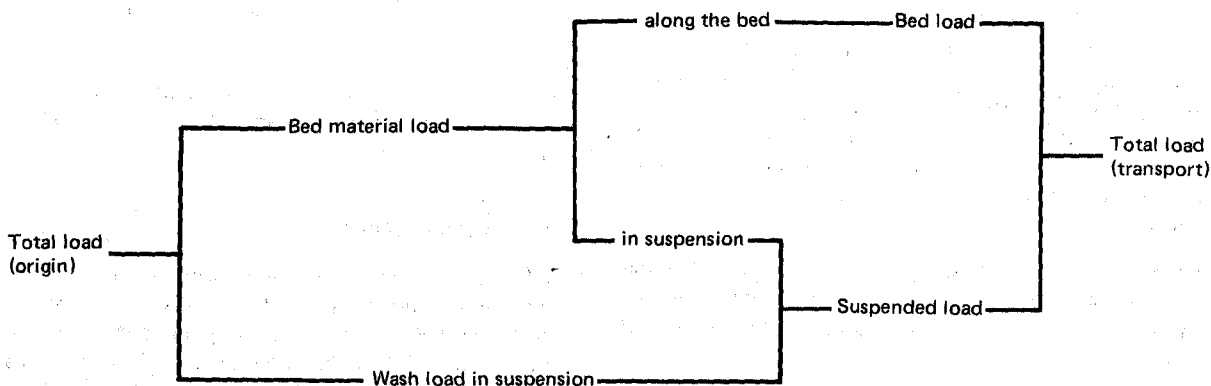 along the bed
Bed load
Bed material load
Total load
(transport)
Total load
(origin)
in suspension
Suspended load
Wash load in suspension